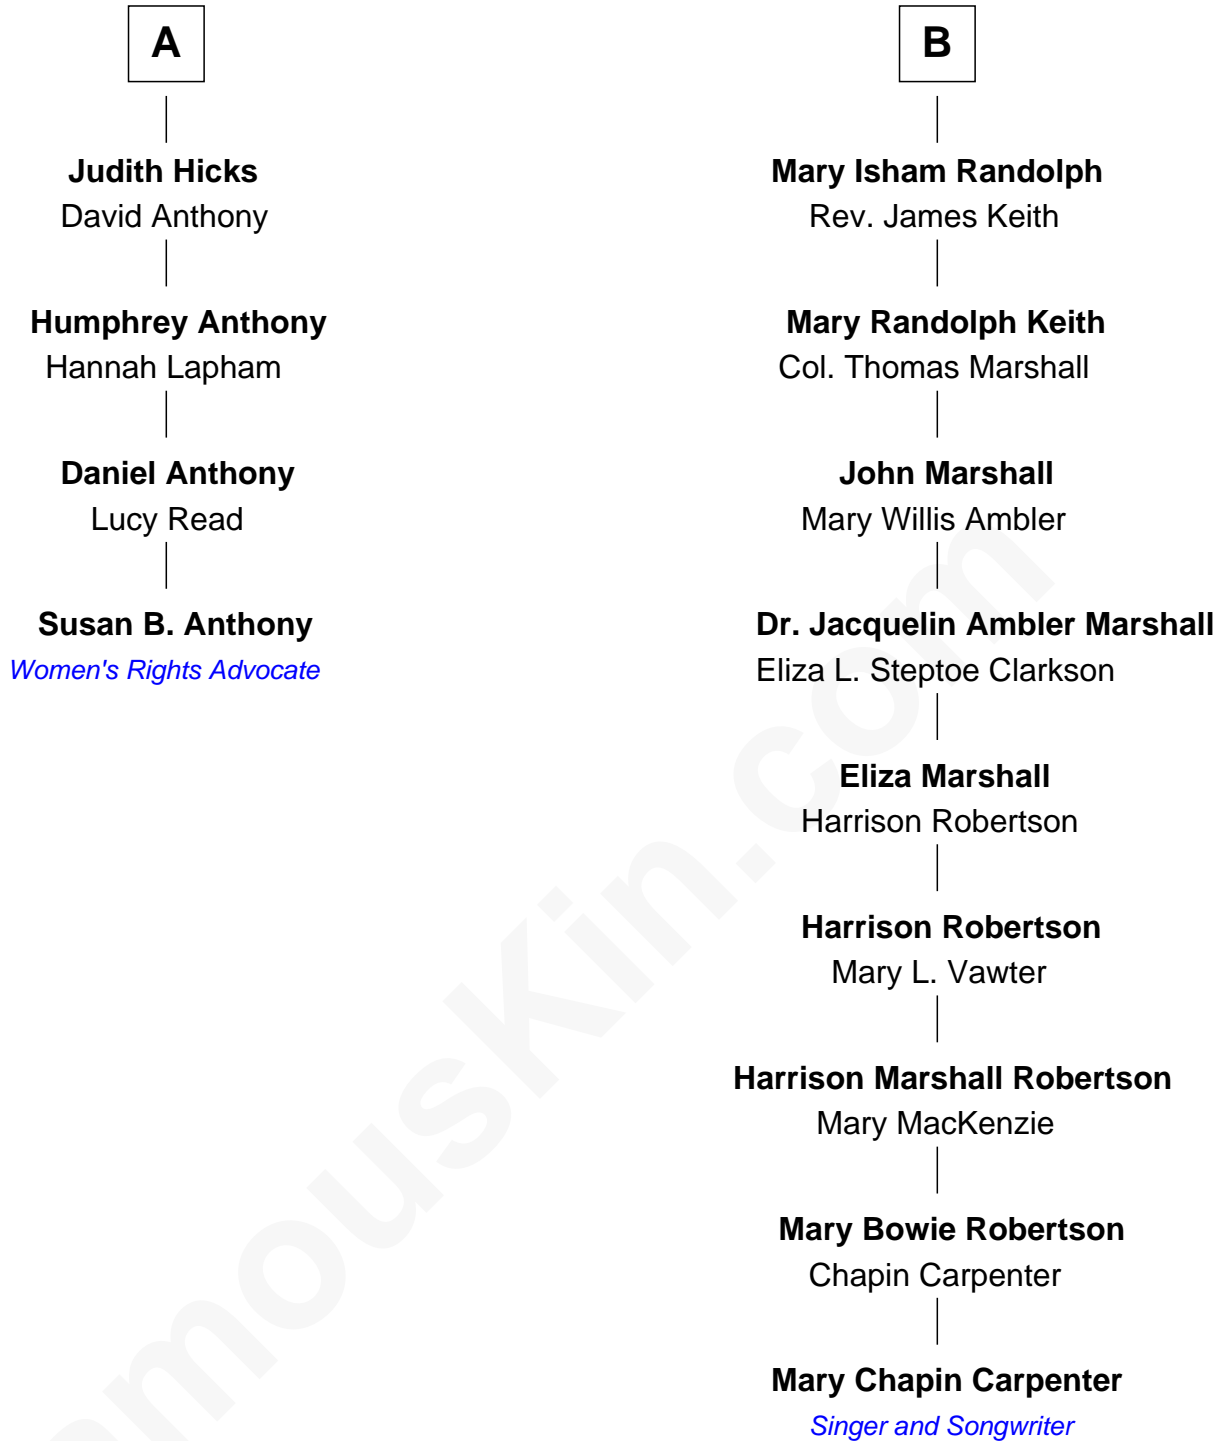 A
Judith Hicks
David Anthony
Humphrey Anthony
Hannah Lapham
Daniel Anthony
Lucy Read
Susan B. Anthony
Women's Rights Advocate
B
Mary Isham Randolph
Rev. James Keith
Mary Randolph Keith
Col. Thomas Marshall
John Marshall
Mary Willis Ambler
Dr. Jacquelin Ambler Marshall
Eliza L. Steptoe Clarkson
Eliza Marshall
Harrison Robertson
Harrison Robertson
Mary L. Vawter
Harrison Marshall Robertson
Mary MacKenzie
Mary Bowie Robertson
Chapin Carpenter
Mary Chapin Carpenter
Singer and Songwriter
amousKin.com